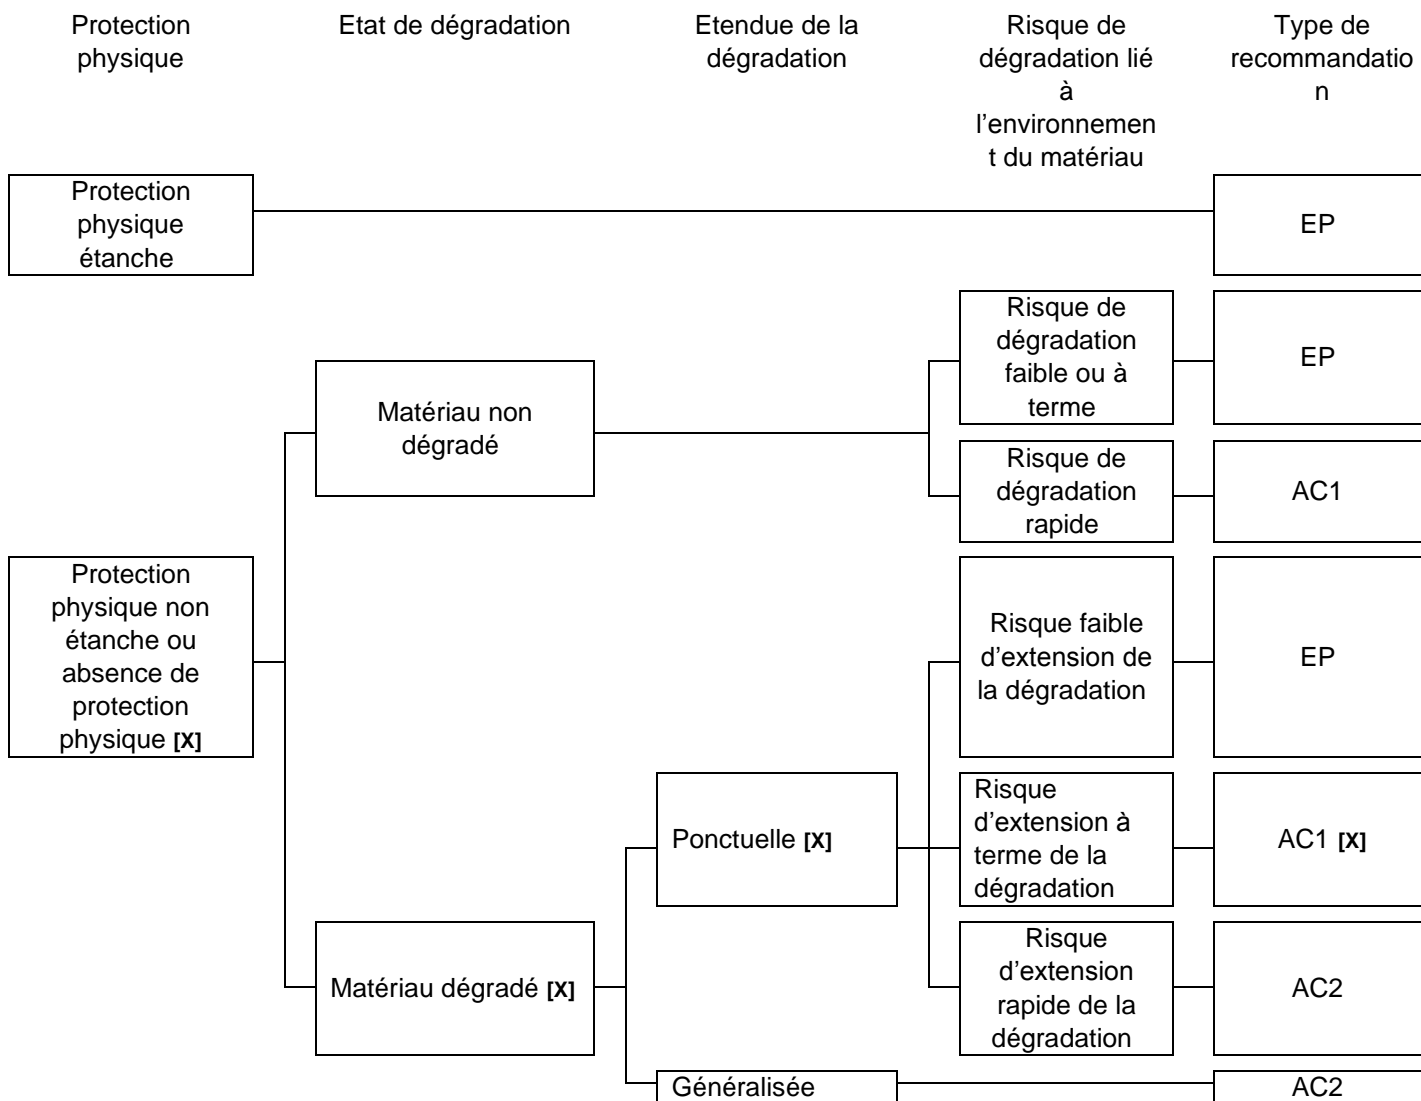 Protection
physique
Etat de dégradation
Etendue de la
dégradation
Risque de
dégradation lié
à
l'environnemen
t du matériau
Type de
recommandatio
n
Protection
physique
étanche
EP
Risque de
dégradation
faible ou à
terme
EP
Matériau non
dégradé
Risque de
dégradation
rapide
AC1
Protection
physique non
étanche ou
absence de
protection
physique [X]
Risque faible
d'extension de
la dégradation
EP
Ponctuelle [X]
Risque
d'extension à
terme de la
dégradation
AC1 [X]
Matériau dégradé [X]
Risque
d'extension
rapide de la
dégradation
AC2
Généralisée
AC2